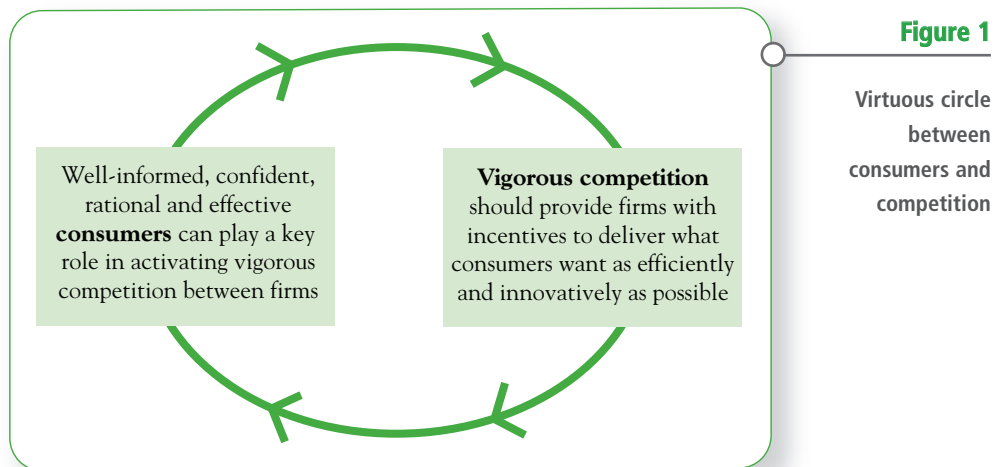 Figure 1
Virtuous circle
between
consumers and
competition
Well-informed, confident,
rational and effective
consumers can play a key
role in activating vigorous
competition between firms
Vigorous competition
should provide firms with
incentives to deliver what
consumers want as efficiently
and innovatively as possible